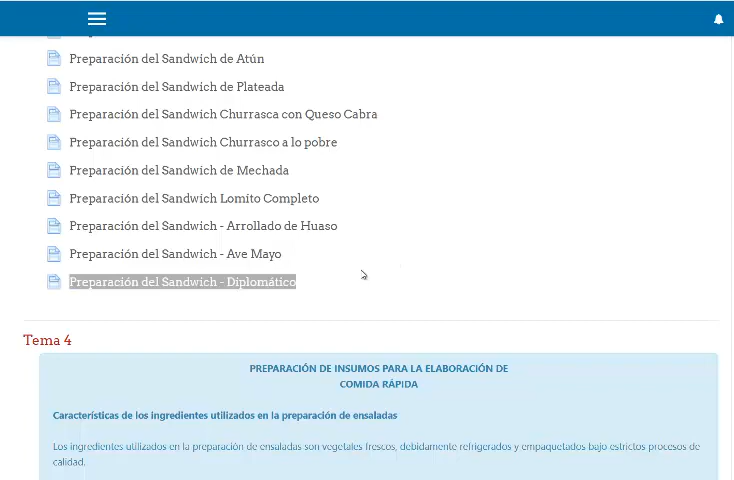 Preparación del Sandwich de Atún
Preparación del Sandwich de Plateada
Preparación del Sandwich Churrasca con Queso Cabra
Preparación del Sandwich Churrasco a lo pobre
Preparación del Sandwich de Mechada
Preparación del Sandwich Lomito Completo
Preparación del Sandwich - Arrollado de Huaso
Preparación del Sandwich - Ave Mayo
Preparación del Sandwich - Diplomático
Tema 4
PREPARACIÓN DE INSUMOS PARA LA ELABORACIÓN DE
COMIDA RÁPIDA
Características de los ingredientes utilizados en la preparación de ensaladas
Los ingredientes utilizados en la preparación de ensaladas son vegetales frescos, debidamente refrigerados y empaquetados bajo estrictos procesos de
calidad.